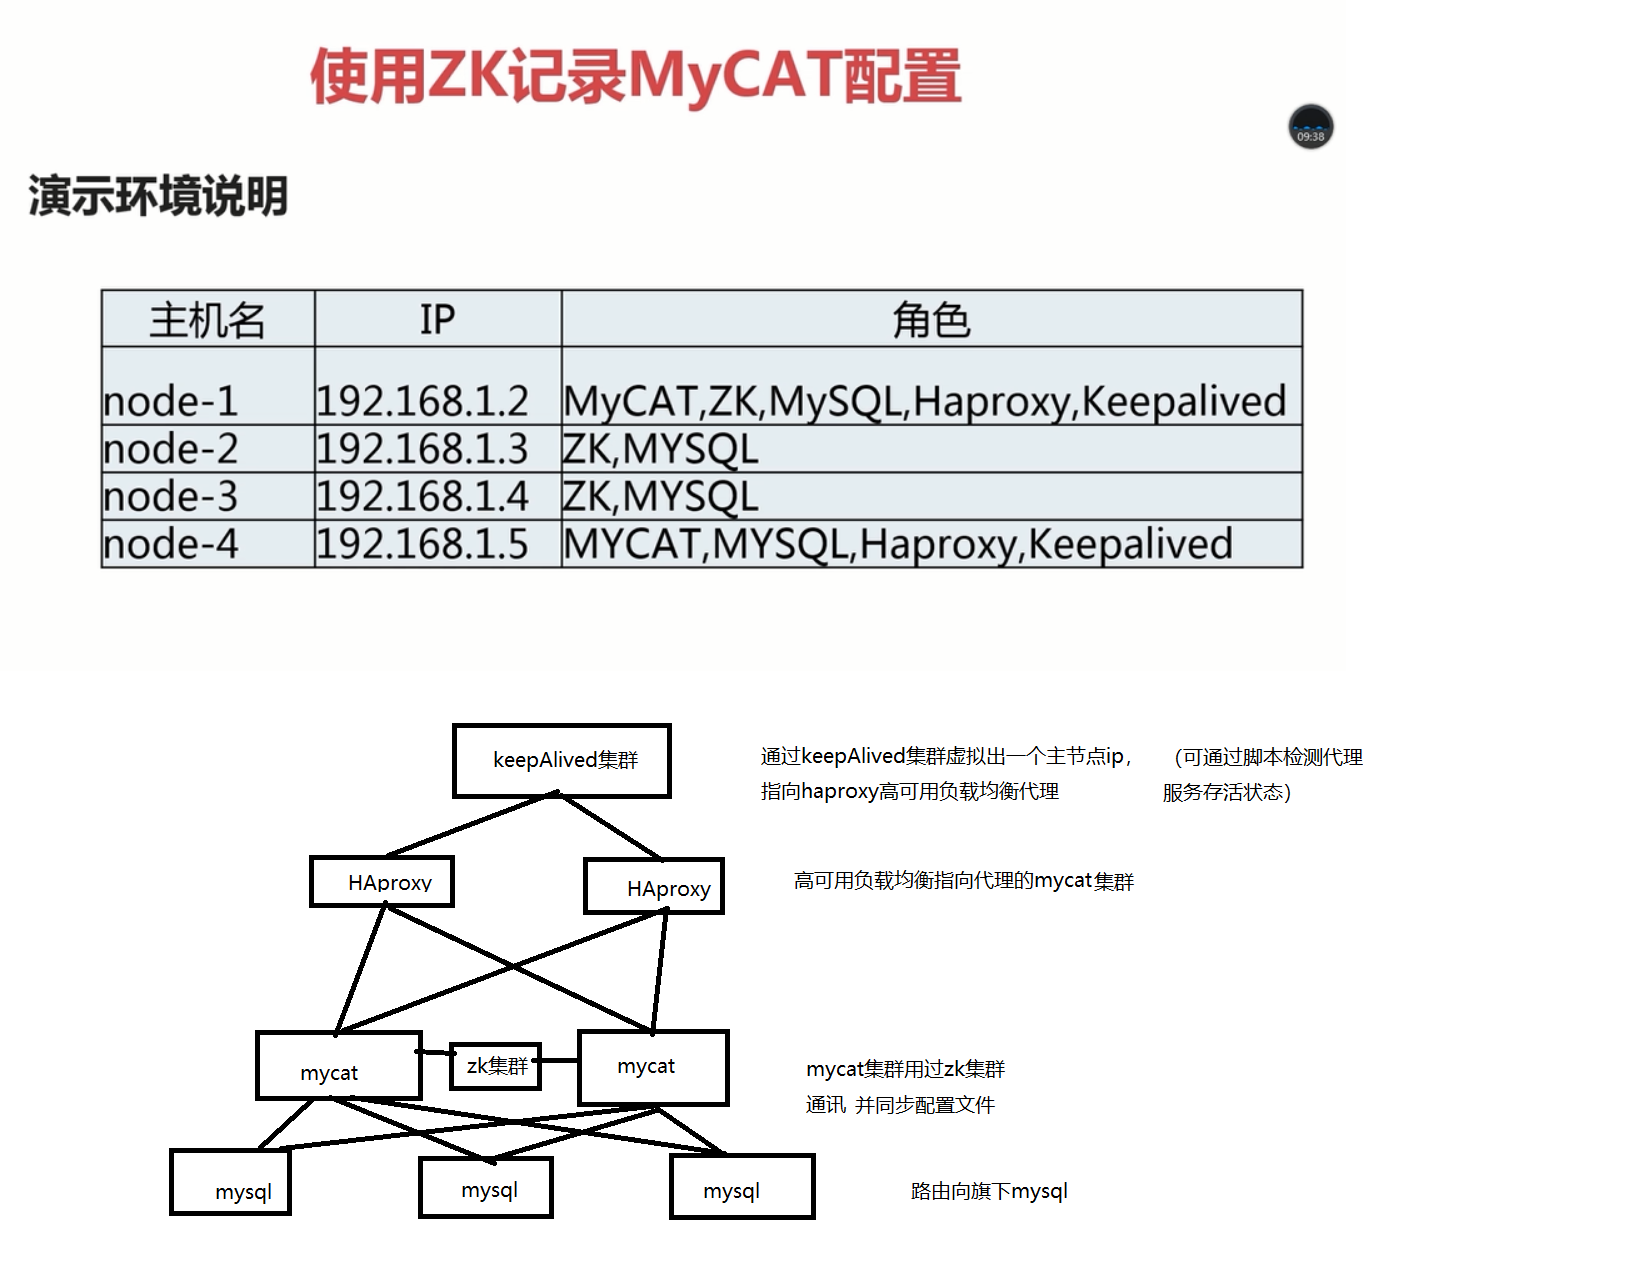 使用ZK记录MyCAT配置
09:38
演示环境说明
主机名 IP 角色
node-1 192.168.1.2 MyCAT,ZK,MySQL,Haproxy,Keepalived
node-2 192.168.1.3 ZK,MYSQL
node-3 192.168.1.4 ZK,MYSQL
node-4 192.168.1.5 MYCAT,MYSQL,Haproxy,Keepalived
keepAlived集群
通过keepAlived集群虚拟出一个主节点ip,
指向haproxy高可用负载均衡代理
（可通过脚本检测代理
服务存活状态）
HAproxy
HAproxy
高可用负载均衡指向代理的mycat集群
mycat
zk集群
mycat
mycat集群用过zk集群
通讯 并同步配置文件
mysql
mysql
mysql
路由向旗下mysql